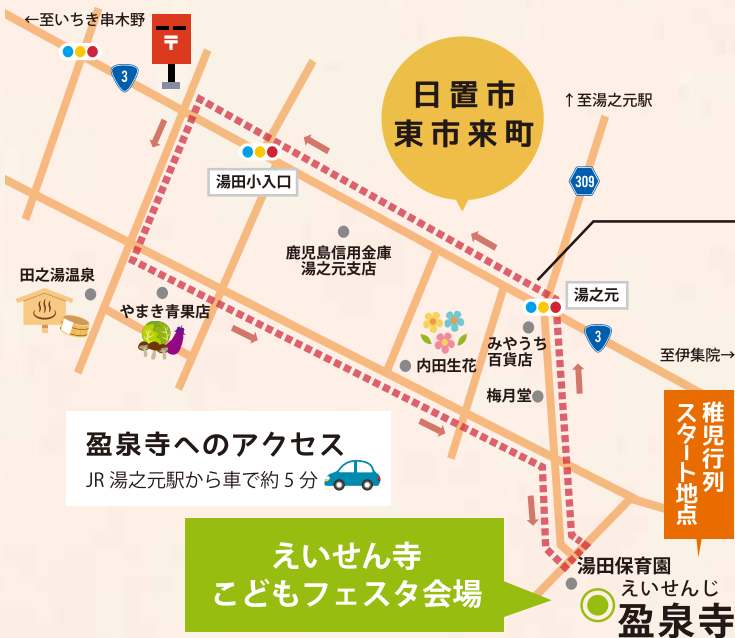 ←至いちき串木野
〒
3
日置市
東市来町
↑至湯之元駅
湯田小入口
309
鹿児島信用金庫
湯之元支店
田之湯温泉
やまき青果店
湯之元
みやうち
百貨店
3
至伊集院→
内田生花
梅月堂
盈泉寺へのアクセス
JR 湯之元駅から車で約 5 分
稚児行列
スタート地点
えいせん寺
こどもフェスタ会場
湯田保育園
えいせんじ
盈泉寺